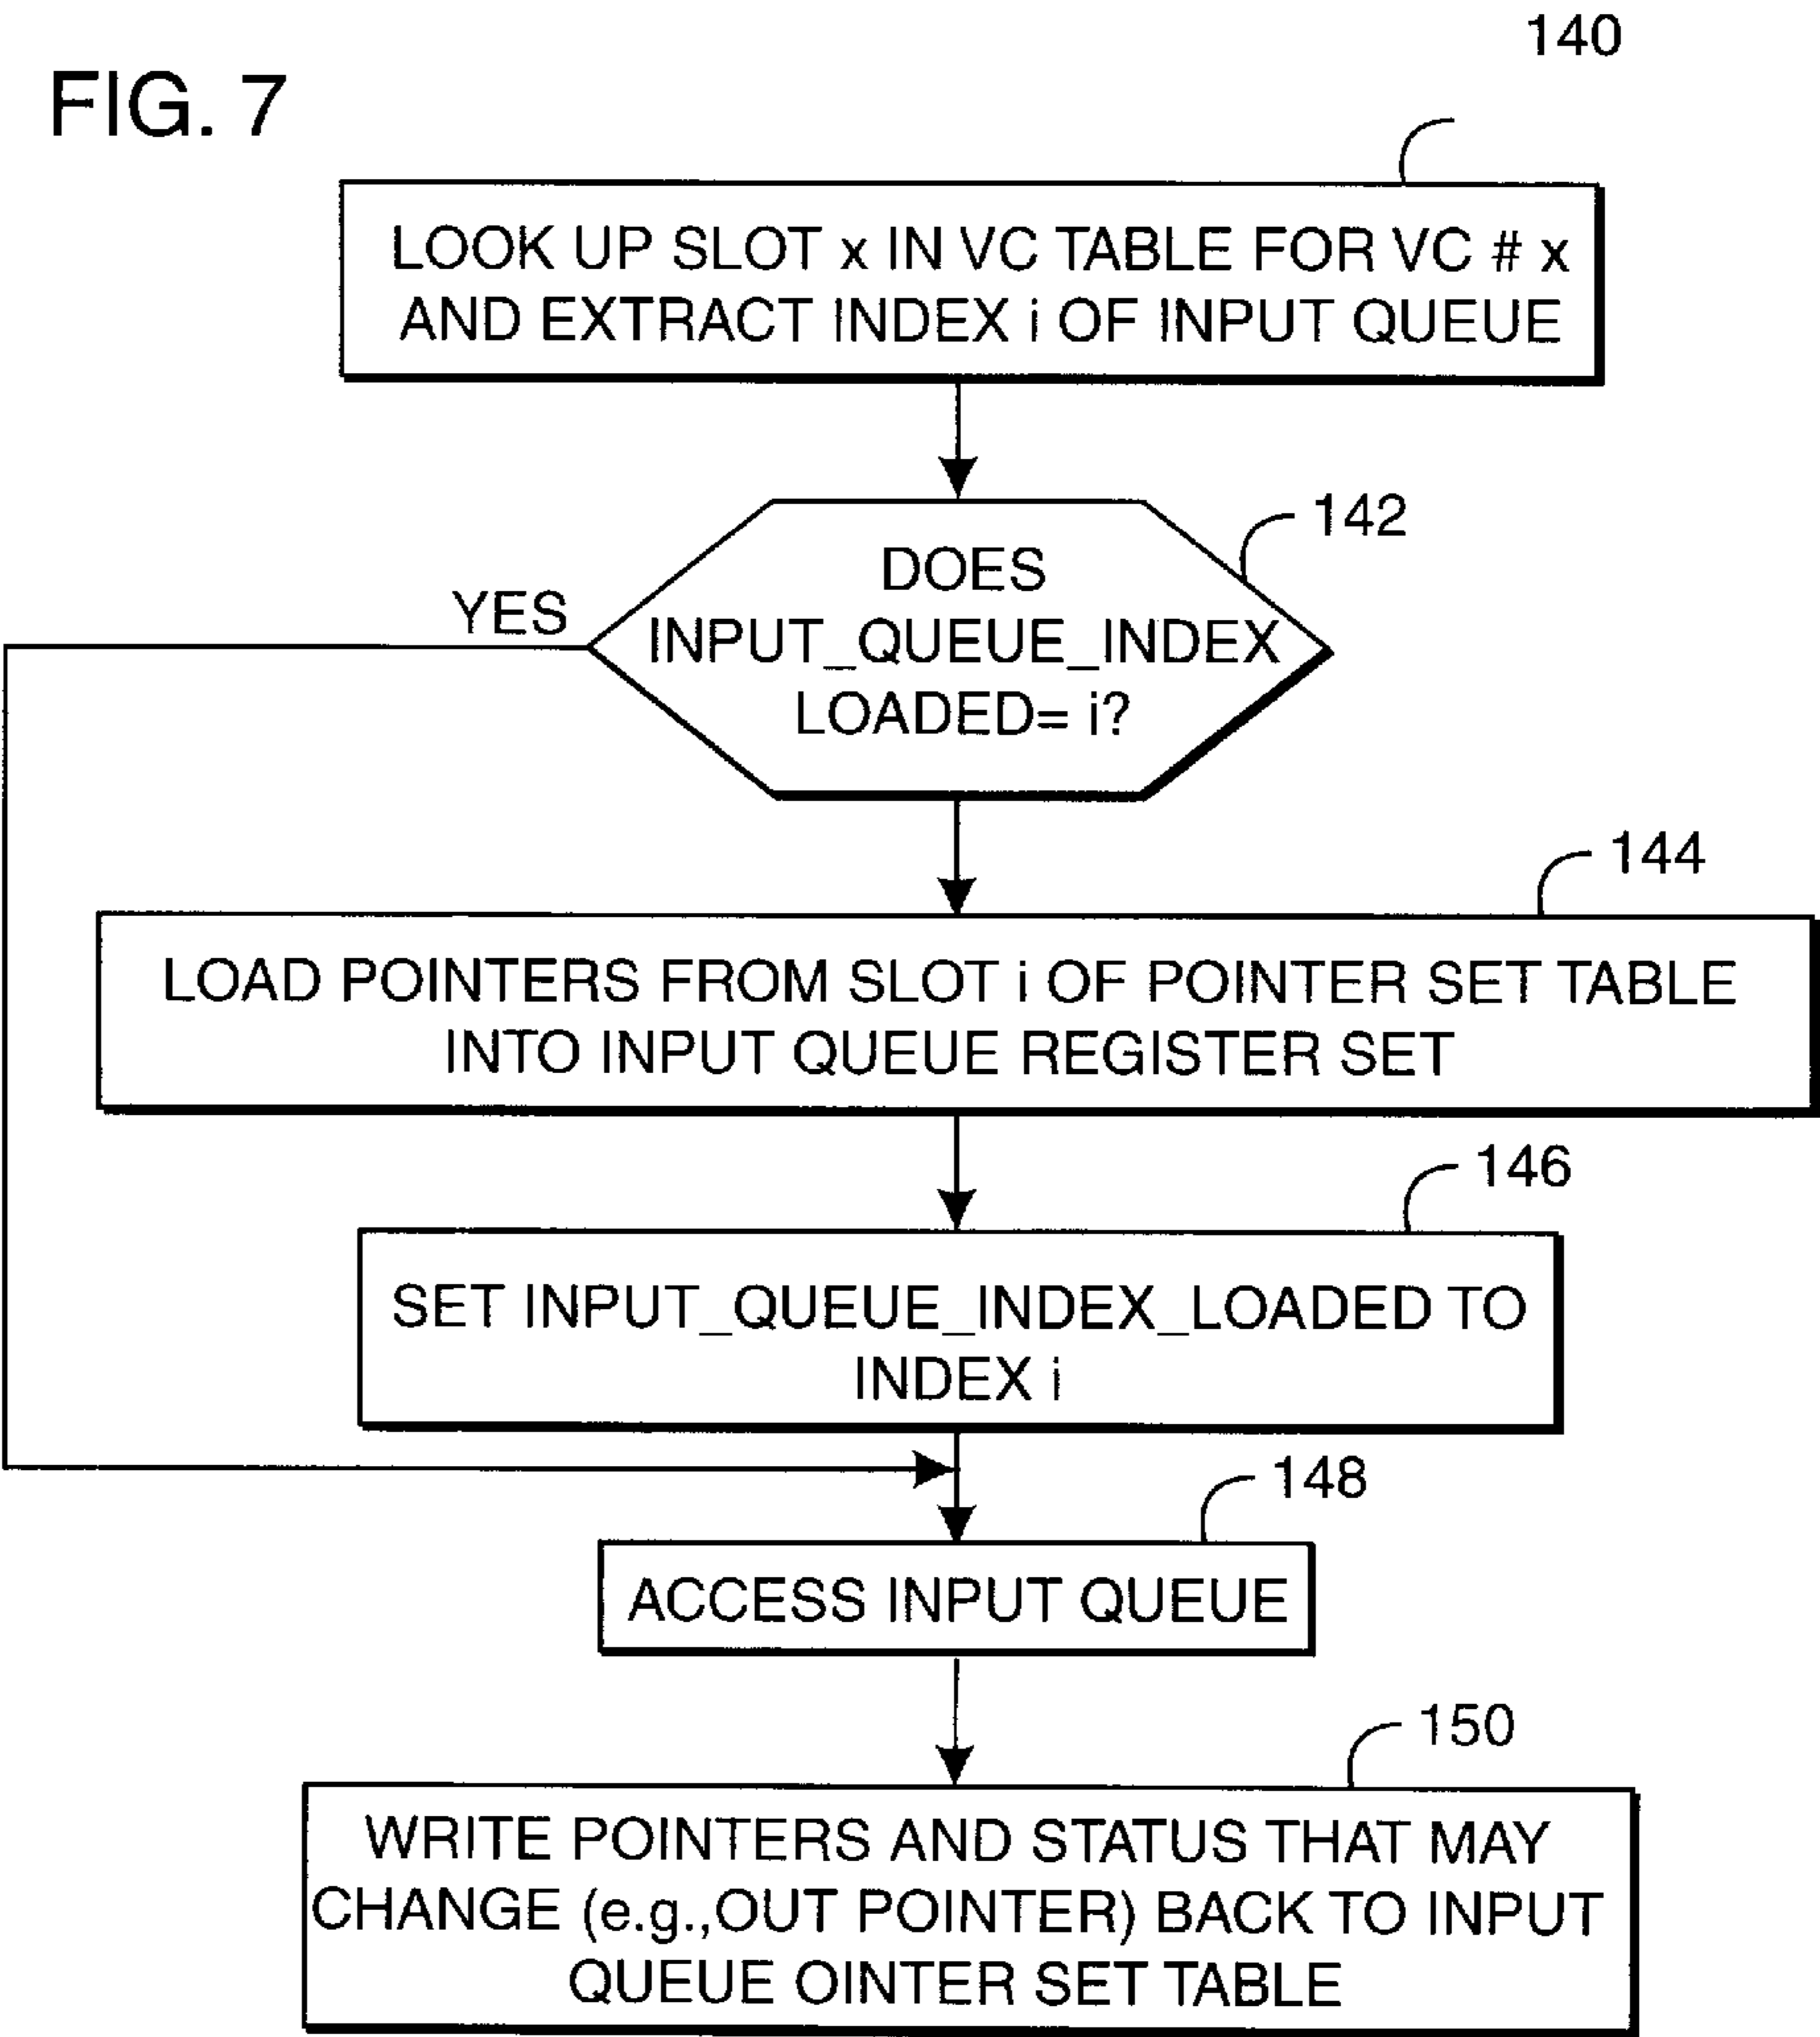 140
FIG. 7
LOOK UP SLOT x IN VC TABLE FOR VC # x
AND EXTRACT INDEX i OF INPUT QUEUE
142
DOES
YES
INPUT_QUEUE_INDEX
LOADED= i?
144
LOAD POINTERS FROM SLOT i OF POINTER SET TABLE
INTO INPUT QUEUE REGISTER SET
146
SET INPUT_QUEUE_INDEX_LOADED TO
INDEX i
148
ACCESS INPUT QUEUE
150
WRITE POINTERS AND STATUS THAT MAY
CHANGE (e.g.,OUT POINTER) BACK TO INPUT
QUEUE OINTER SET TABLE